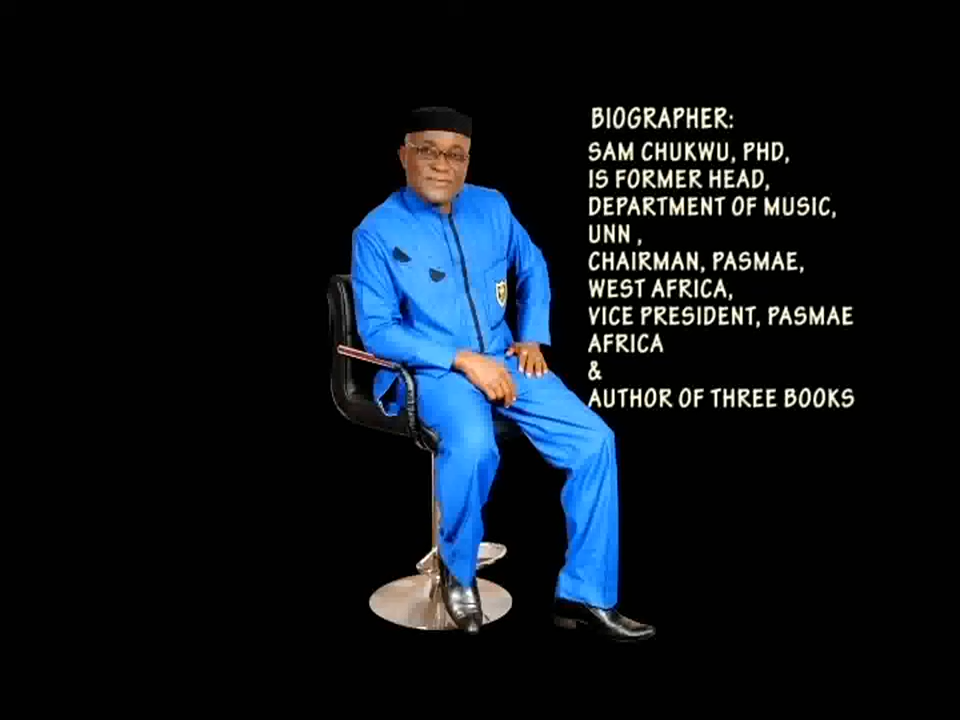 BIOGRAPHER:
SAM CHUKWU, PHD,
IS FORMER HEAD,
DEPARTMENT OF MUSIC,
UNN ,
CHAIRMAN, PASMAE,
WEST AFRICA,
VICE PRESIDENT, PASMAE
AFRICA
&
AUTHOR OF THREE BOOKS